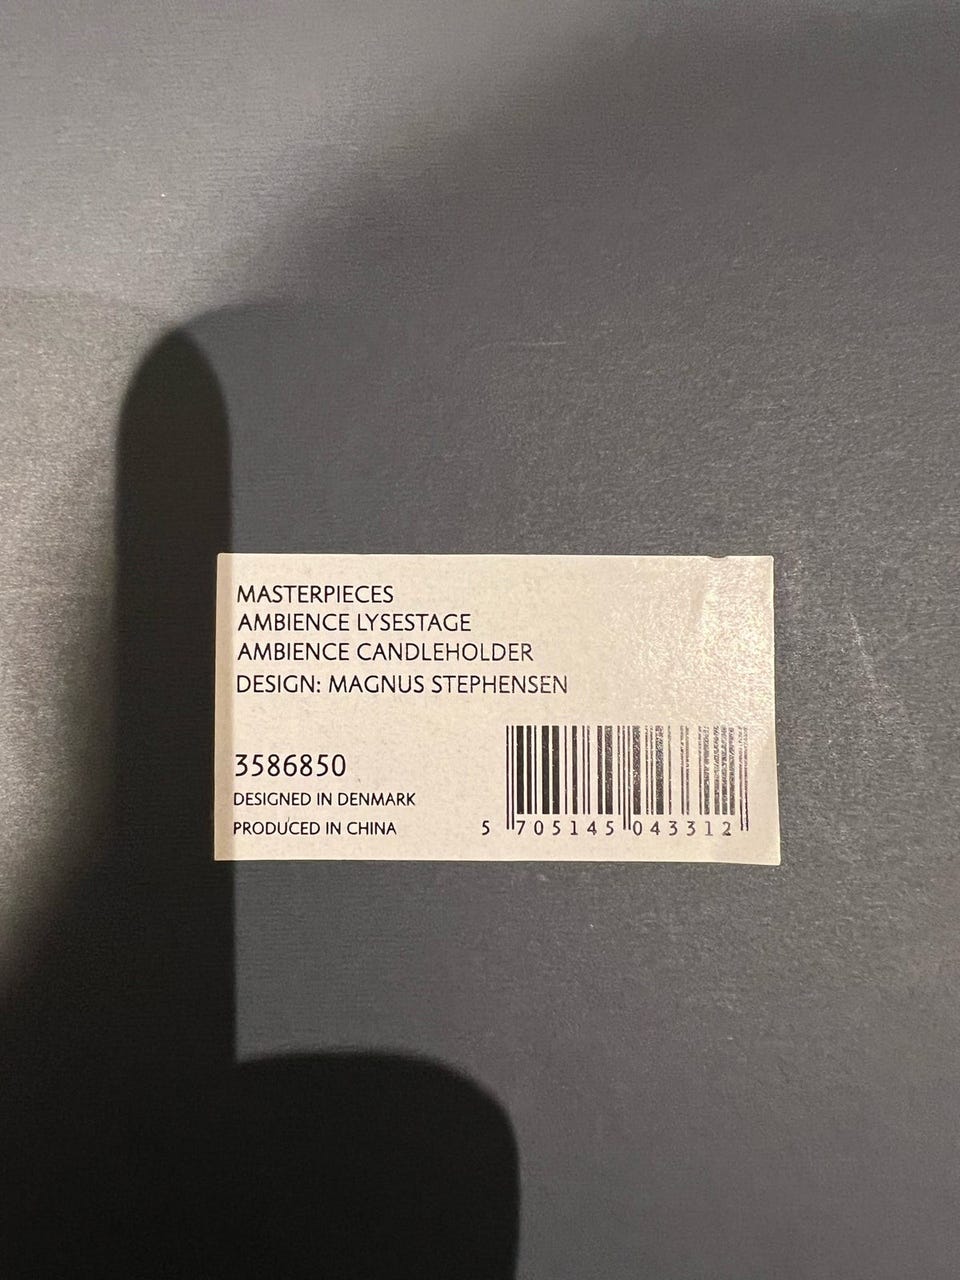 MASTERPIECES
AMBIENCE LYSESTAGE
AMBIENCE CANDLEHOLDER
DESIGN: MAGNUS STEPHENSEN
3586850
DESIGNED IN DENMARK
PRODUCED IN CHINA
5 705145 043312